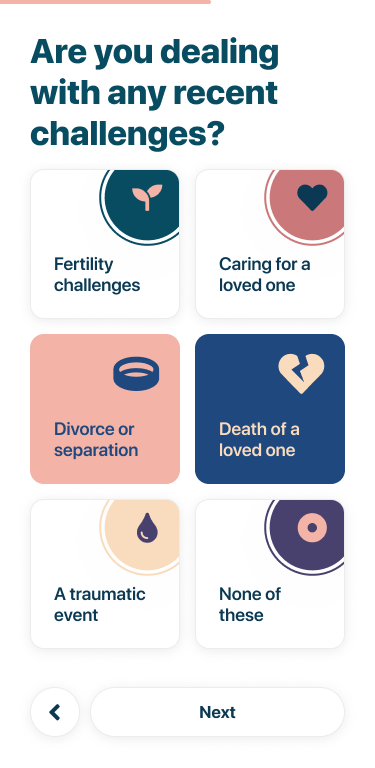 Are you dealing
with any recent
challenges?
Fertility
challenges
Caring for a
loved one
Divorce or
separation
Death of a
loved one
A traumatic
event
None of
these
Next